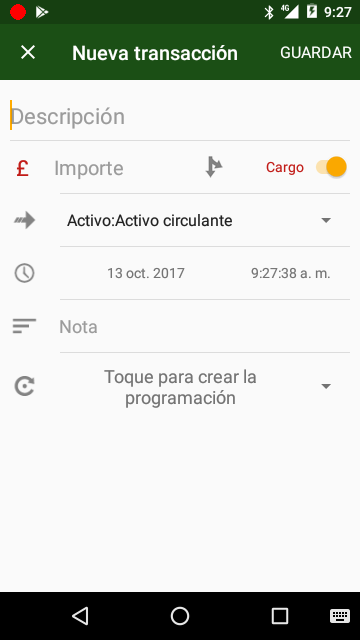 4G 9:27
Nueva transacción GUARDAR
Descripción
£ Importe Cargo
Activo:Activo circulante
13 oct. 2017 9:27:38 a. m.
Nota
Toque para crear la
programación